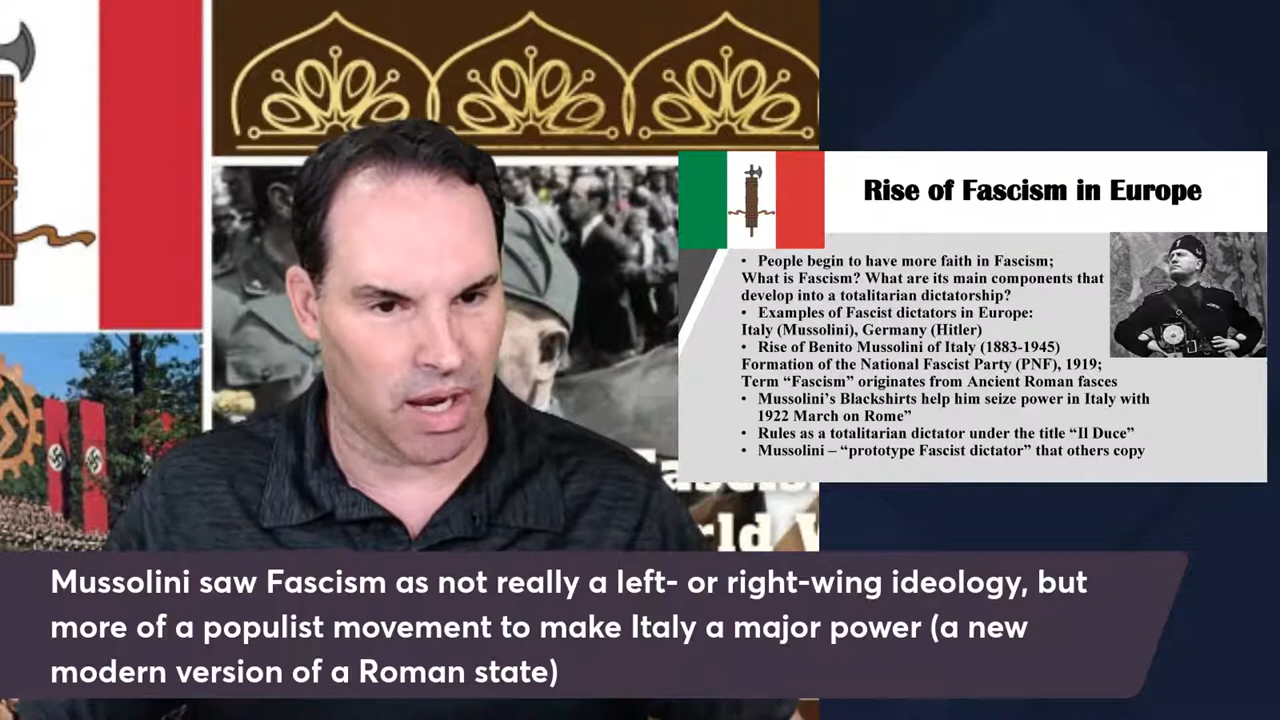 Rise of Fascism in Europe
• People begin to have more faith in Fascism;
What is Fascism? What are its main components that
develop into a totalitarian dictatorship?
• Examples of Fascist dictators in Europe:
Italy (Mussolini), Germany (Hitler)
• Rise of Benito Mussolini of Italy (1883-1945)
Formation of the National Fascist Party (PNF), 1919;
Term “Fascism” originates from Ancient Roman fasces
• Mussolini’s Blackshirts help him seize power in Italy with
1922 March on Rome”
• Rules as a totalitarian dictator under the title “Il Duce”
• Mussolini – “prototype Fascist dictator” that others copy
Mussolini saw Fascism as not really a left- or right-wing ideology, but
more of a populist movement to make Italy a major power (a new
modern version of a Roman state)